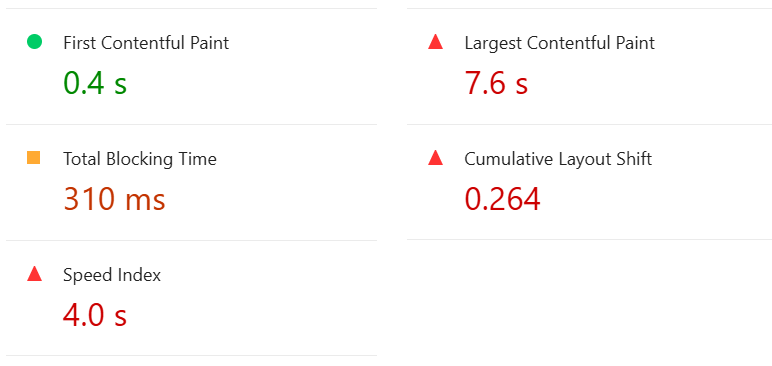 First Contentful Paint
0.4 s
Largest Contentful Paint
7.6 s
Total Blocking Time
310 ms
Cumulative Layout Shift
0.264
Speed Index
4.0 s